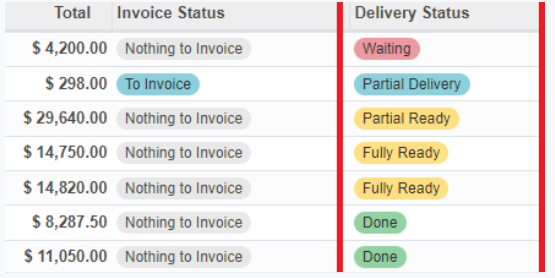 Total Invoice Status Delivery Status
$ 4,200.00 Nothing to Invoice Waiting
$ 298.00 To Invoice Partial Delivery
$ 29,640.00 Nothing to Invoice Partial Ready
$ 14,750.00 Nothing to Invoice Fully Ready
$ 14,820.00 Nothing to Invoice Fully Ready
$ 8,287.50 Nothing to Invoice Done
$ 11,050.00 Nothing to Invoice Done